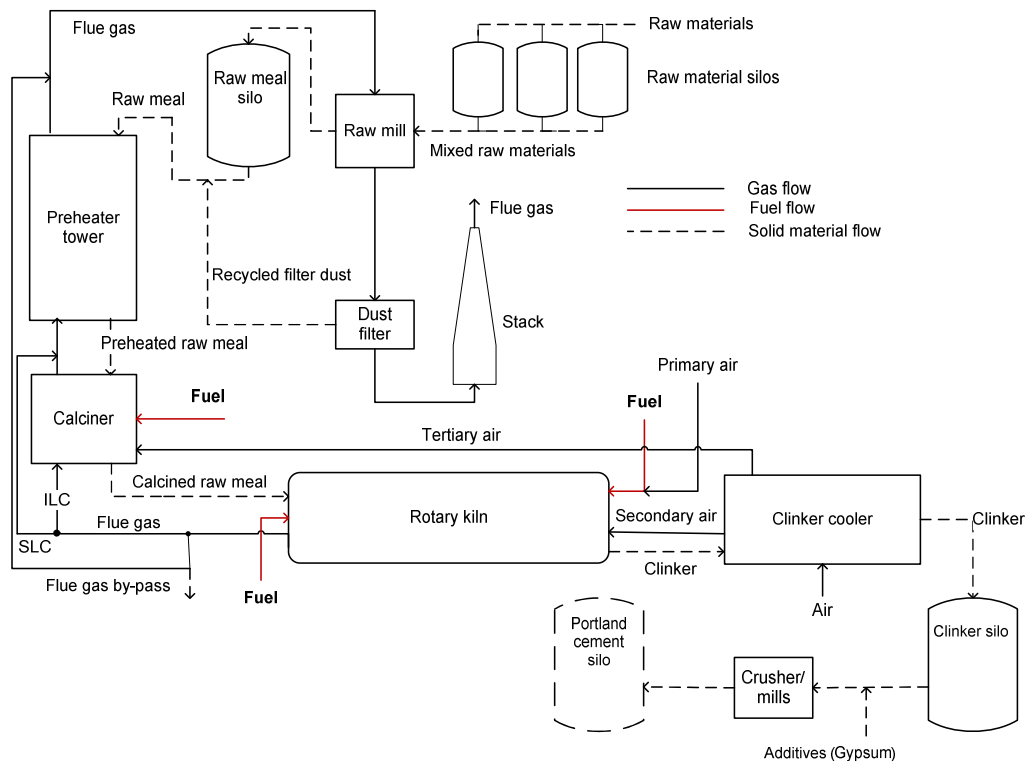 Flue gas
Raw materials
Raw material silos
Raw meal
silo
Raw meal
Raw mill
Mixed raw materials
Gas flow
Fuel flow
Solid material flow
Preheater
tower
Flue gas
Recycled filter dust
Dust
filter
Stack
Preheated raw meal
Primary air
Fuel
Fuel
Calciner
Tertiary air
Calcined raw meal
ILC
Rotary kiln
Secondary air
Clinker cooler
Clinker
Flue gas
SLC
Clinker
Flue gas by-pass
Fuel
Air
Portland
cement
silo
Clinker silo
Crusher/
mills
Additives (Gypsum)